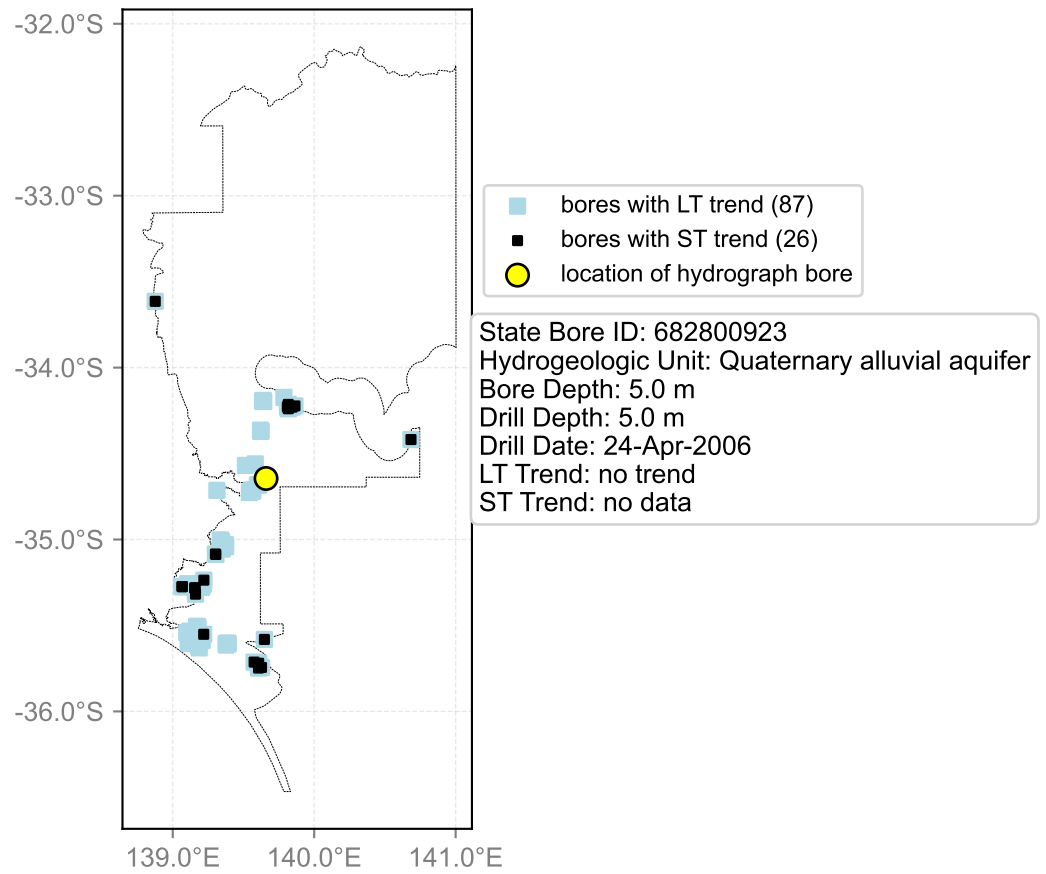 -32.0°S
-33.0°S
-34.0°S
-35.0°S
-36.0°S
139.0°E 140.0°E 141.0°E
bores with LT trend (87)
bores with ST trend (26)
location of hydrograph bore
State Bore ID: 682800923
Hydrogeologic Unit: Quaternary alluvial aquifer
Bore Depth: 5.0 m
Drill Depth: 5.0 m
Drill Date: 24-Apr-2006
LT Trend: no trend
ST Trend: no data